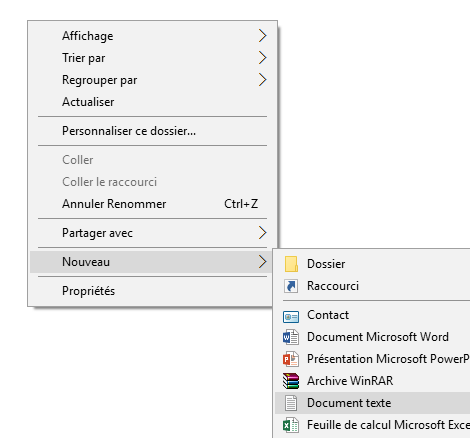 Affichage
Trier par
Regrouper par
Actualiser
Personnaliser ce dossier...
Coller
Coller le raccourci
Annuler Renommer Ctrl+Z
Partager avec
Nouveau
Propriétés
Dossier
Raccourci
Contact
Document Microsoft Word
Présentation Microsoft PowerP
Archive WinRAR
Document texte
Feuille de calcul Microsoft Exce